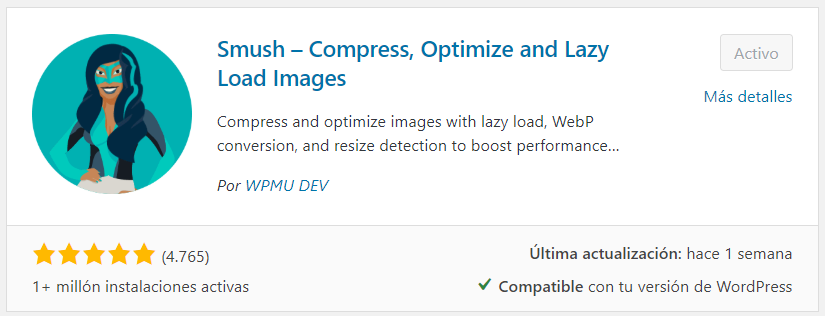 Smush – Compress, Optimize and Lazy
Load Images
Activo
Más detalles
Compress and optimize images with lazy load, WebP
conversion, and resize detection to boost performance...
Por WPMU DEV
(4.765)
Última actualización: hace 1 semana
1+ millón instalaciones activas
Compatible con tu versión de WordPress